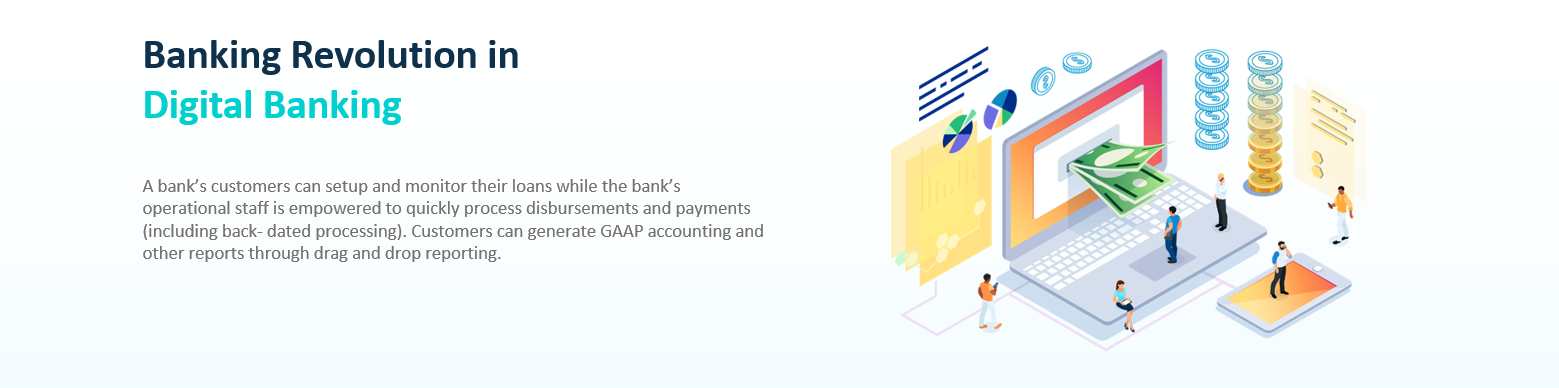 Banking Revolution in
Digital Banking
A bank’s customers can setup and monitor their loans while the bank’s
operational staff is empowered to quickly process disbursements and payments
(including back- dated processing). Customers can generate GAAP accounting and
other reports through drag and drop reporting.